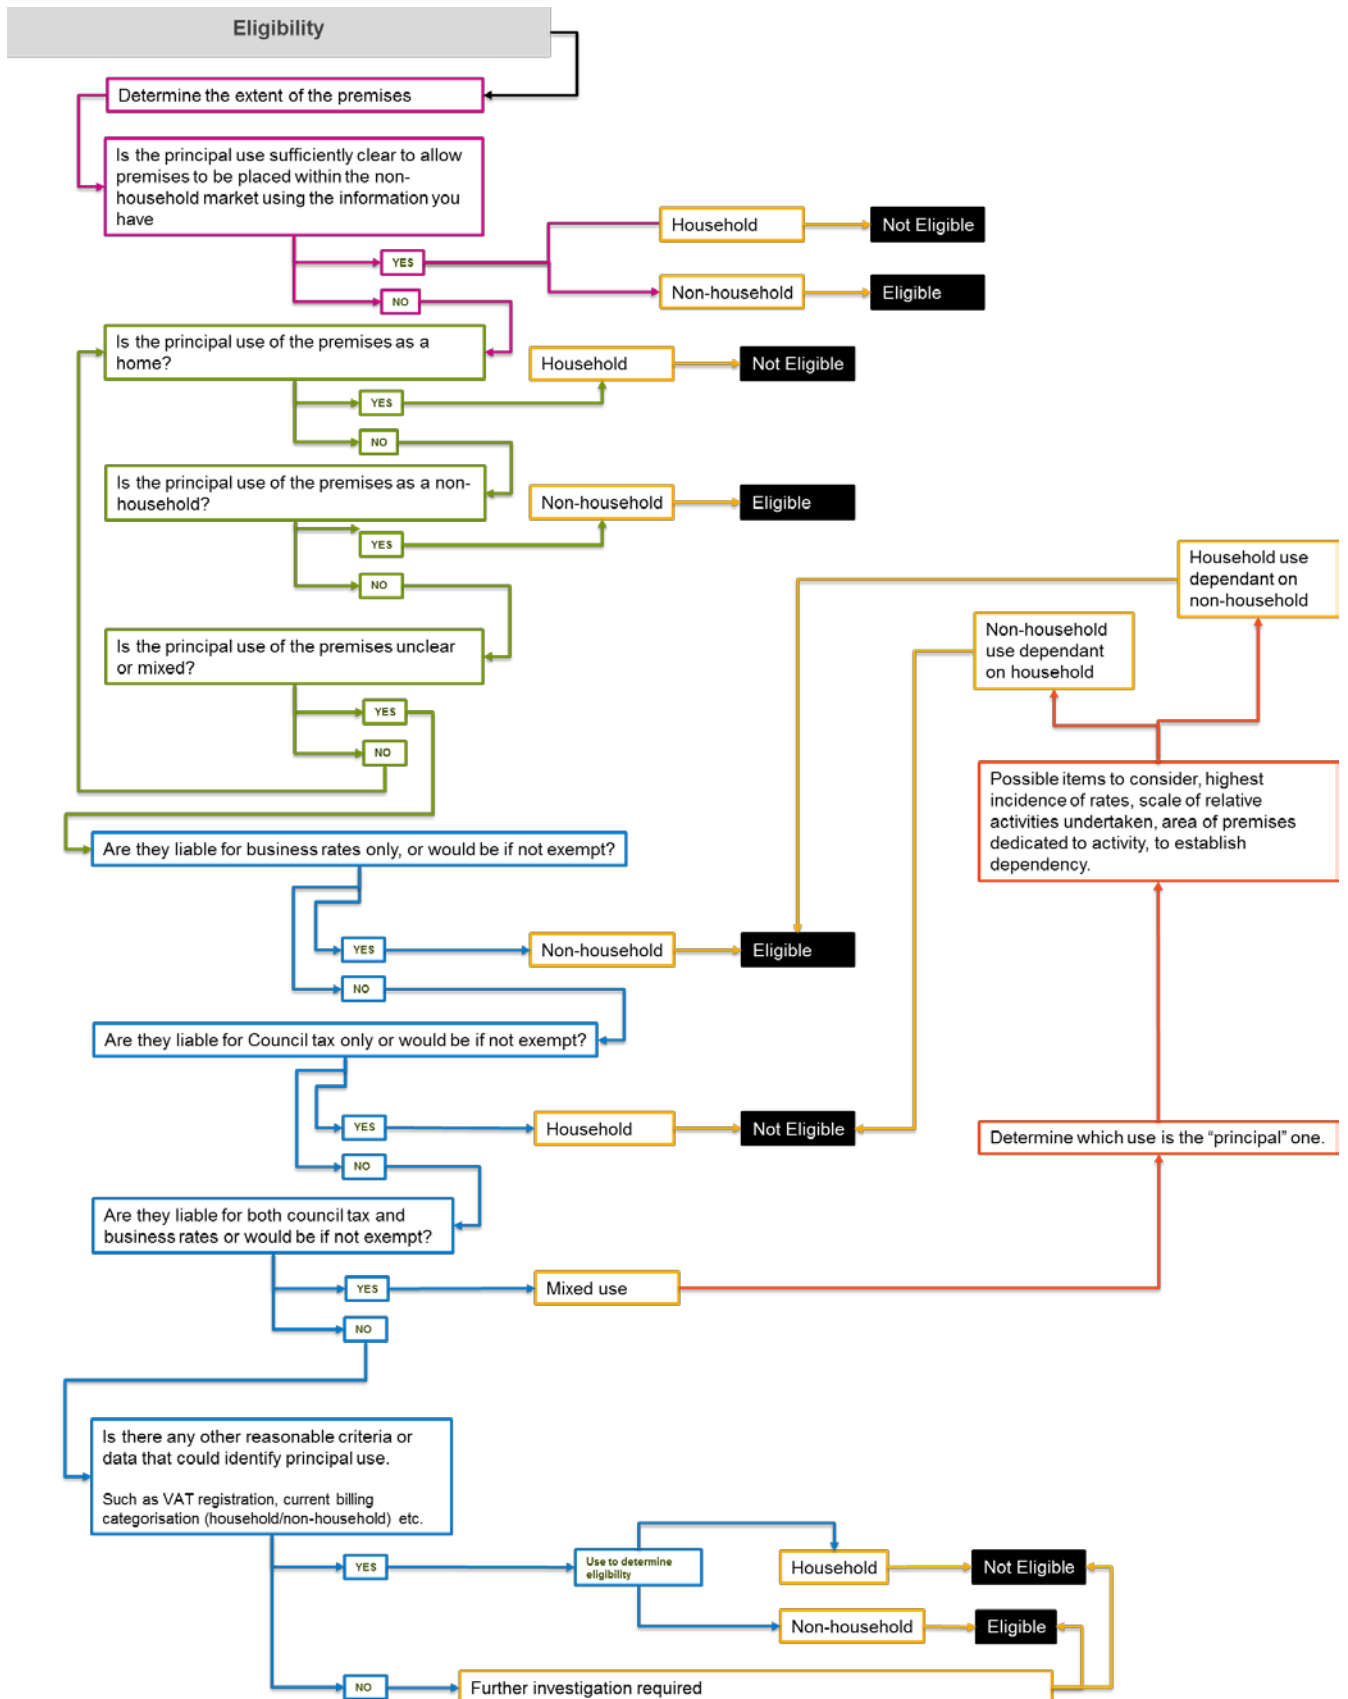 Eligibility
Determine the extent of the premises
Is the principal use sufficiently clear to allow
premises to be placed within the non-
household market using the information you
have
YES
Household
Not Eligible
Non-household
Eligible
NO
Is the principal use of the premises as a
home?
Household
Not Eligible
YES
NO
Is the principal use of the premises as a non-
household?
Non-household
Eligible
YES
NO
Household use
dependant on
non-household
Non-household
use dependant
on household
Is the principal use of the premises unclear
or mixed?
YES
NO
Possible items to consider, highest
incidence of rates, scale of relative
activities undertaken, area of premises
dedicated to activity, to establish
dependency.
Are they liable for business rates only, or would be if not exempt?
YES
Non-household
Eligible
NO
Are they liable for Council tax only or would be if not exempt?
YES
Household
Not Eligible
Determine which use is the “principal” one.
NO
Are they liable for both council tax and
business rates or would be if not exempt?
YES
Mixed use
NO
Is there any other reasonable criteria or
data that could identify principal use.
Such as VAT registration, current billing
categorisation (household/non-household) etc.
YES
Use to determine
eligibility
Household
Not Eligible
Non-household
Eligible
NO
Further investigation required